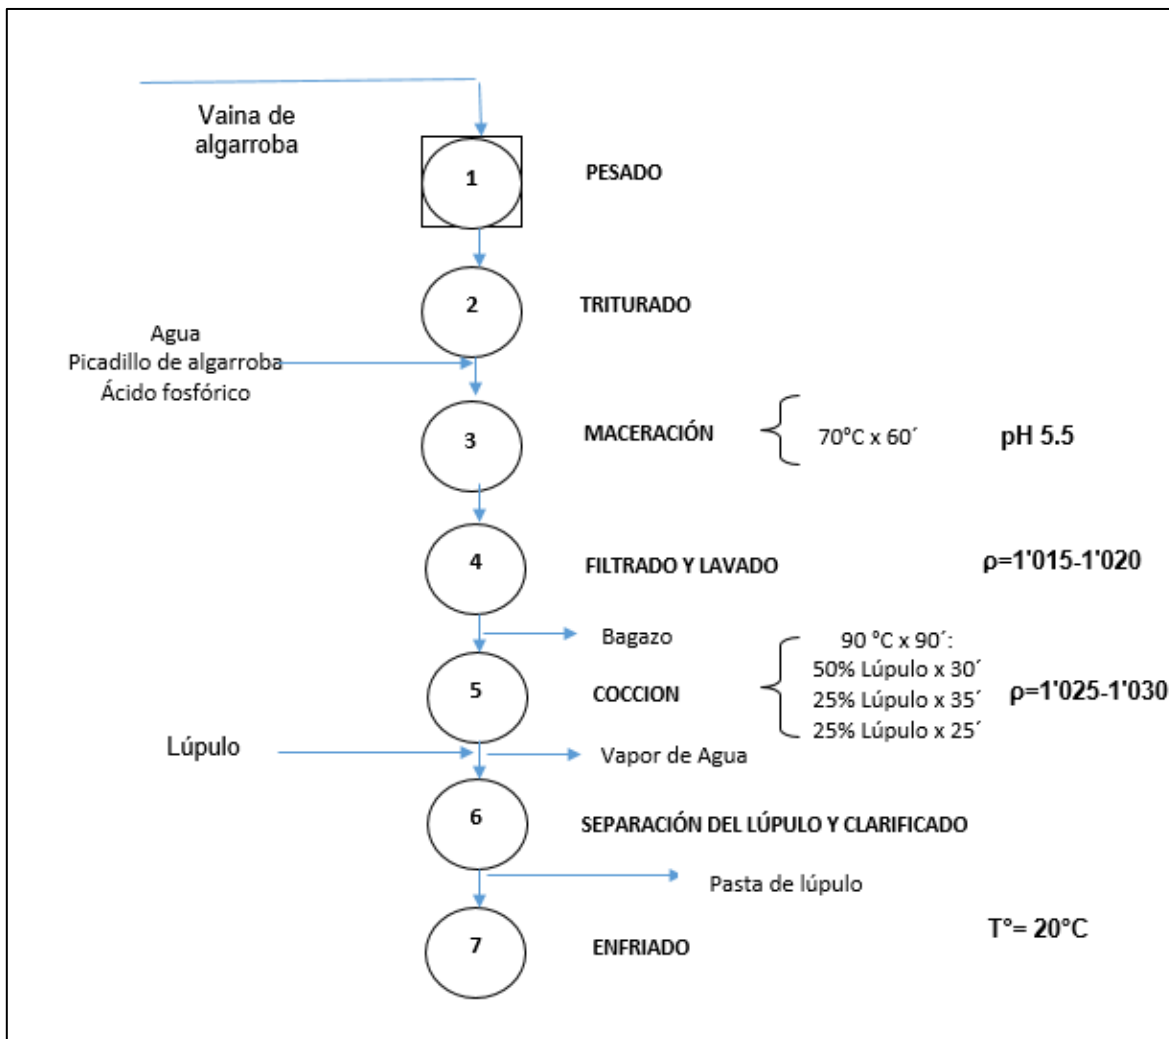 Vaina de
algarroba
1
PESADO
2
TRITURADO
Agua
Picadillo de algarroba
Ácido fosfórico
3
MACERACIÓN
70°C x 60´
pH 5.5
4
FILTRADO Y LAVADO
ρ=1'015-1'020
Bagazo
5
COCCION
90 °C x 90´:
50% Lúpulo x 30´
25% Lúpulo x 35´
25% Lúpulo x 25´
ρ=1'025-1'030
Lúpulo
Vapor de Agua
6
SEPARACIÓN DEL LÚPULO Y CLARIFICADO
Pasta de lúpulo
7
ENFRIADO
T°= 20°C